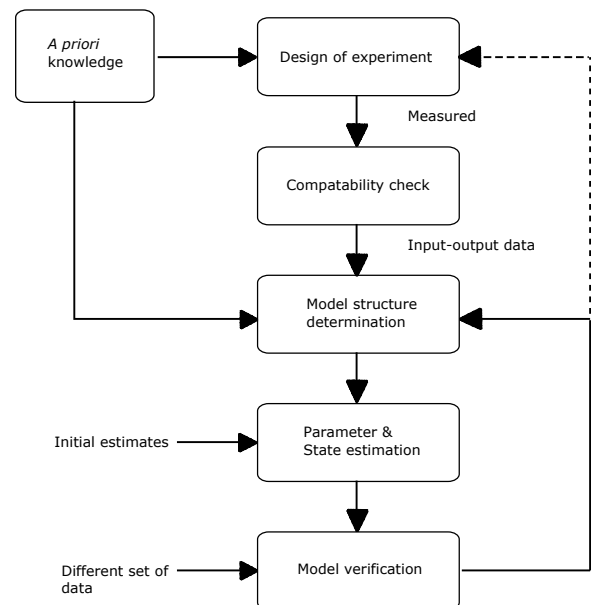 A priori
knowledge
Design of experiment
Measured
Compatability check
Input-output data
Model structure
determination
Initial estimates
Parameter &
State estimation
Different set of
data
Model verification